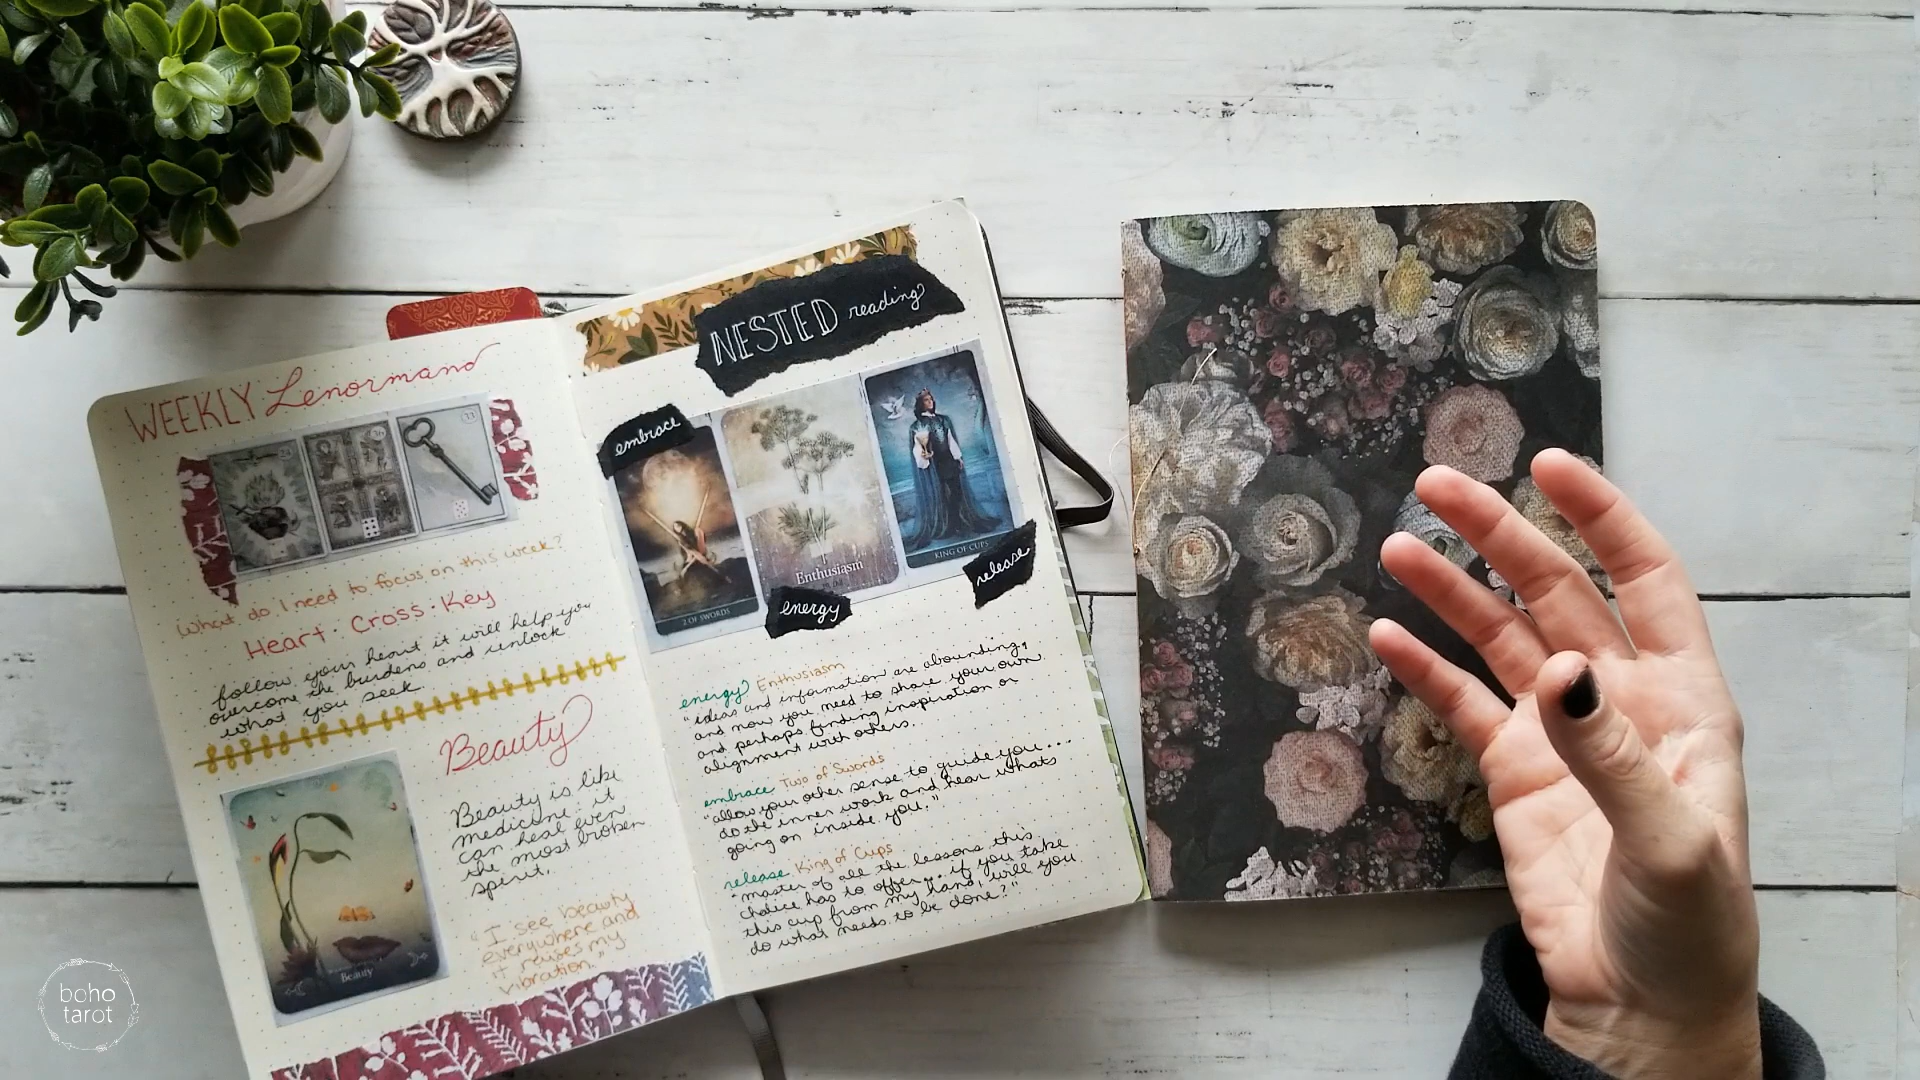 WEEKLY Lenormand
33
What do I need to focus on this week?
Heart · Cross · Key
follow your heart it will help you
overcome the burdens and unlock
what you seek.
Beauty
Beauty is like
medicine: it
can heal even
the most broken
spirit.
"I see beauty
everywhere and
it raises my
vibration."
Beauty
NESTED reading
embrace
2 OF SWORDS
Enthusiasm
energy
KING OF CUPS
release
energy Enthusiasm
"ideas and information are abounding,
and now you need to share your own
and perhaps finding inspiration or
alignment with others..
embrace Two of Swords
"allow your other sense to guide you...
do the inner work and hear whats
going on inside you."
release King of Cups
"master of all the lessons this
choice has to offer... if you take
this cup from my hand, will you
do what needs to be done?"
boho
tarot